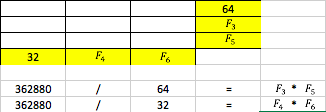 64
F₃
F₅
32 F₄ F₆
362880 / 64 = F₃ * F₅
362880 / 32 = F₄ * F₆